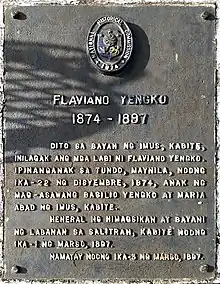 FLAVIANO YENGKO
1874 - 1897
DITO SA BAYAN NG IMUS, KABITE,
INILAGAK ANG MGA LABI NI FLAVIANO YENGKO.
IPINANGANAK SA TUNDO, MAYNILA, NOONG
IKA-22 NG DISYEMBRE, 1874, ANAK NG
MAG-ASAWANG BASILIO YENGKO AT MARIA
ABAD NG IMUS, KABITE.
HENERAL NG HIMAGSIKAN AT BAYANI
NG LABANAN SA SALITRAN, KABITE NOONG
IKA-1 NG MARSO, 1897.
NAMATAY NOONG IKA-3 NG MARSO, 1897.